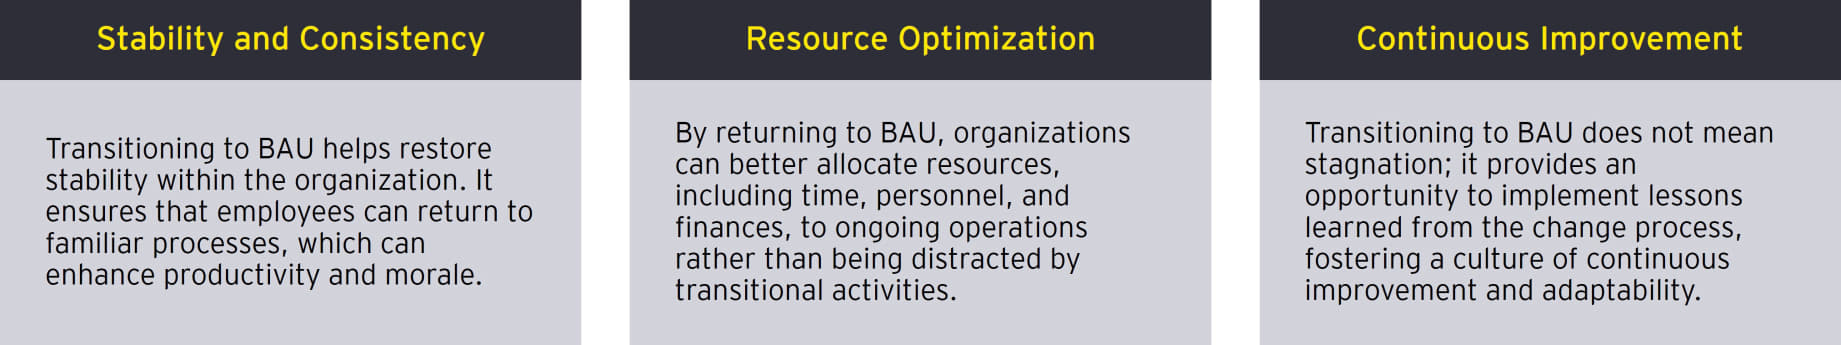 Stability and Consistency
Transitioning to BAU helps restore
stability within the organization. It
ensures that employees can return to
familiar processes, which can
enhance productivity and morale.
Resource Optimization
By returning to BAU, organizations
can better allocate resources,
including time, personnel, and
finances, to ongoing operations
rather than being distracted by
transitional activities.
Continuous Improvement
Transitioning to BAU does not mean
stagnation; it provides an
opportunity to implement lessons
learned from the change process,
fostering a culture of continuous
improvement and adaptability.